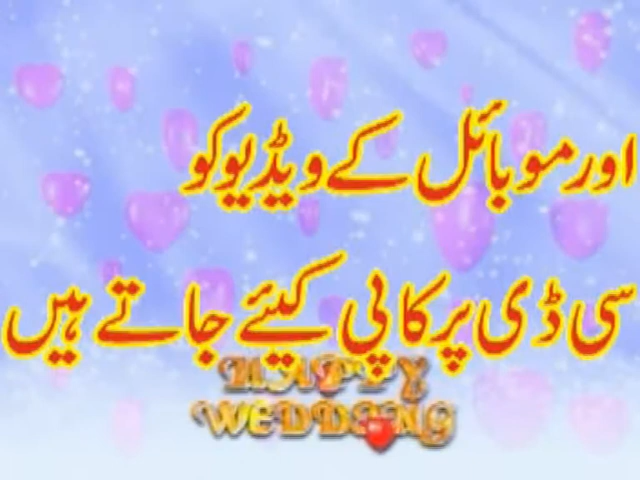 اور موبائل کے ویڈیو کو
سی ڈی پر کاپی کیئے جاتے ہیں
HAPPY
WEDDING